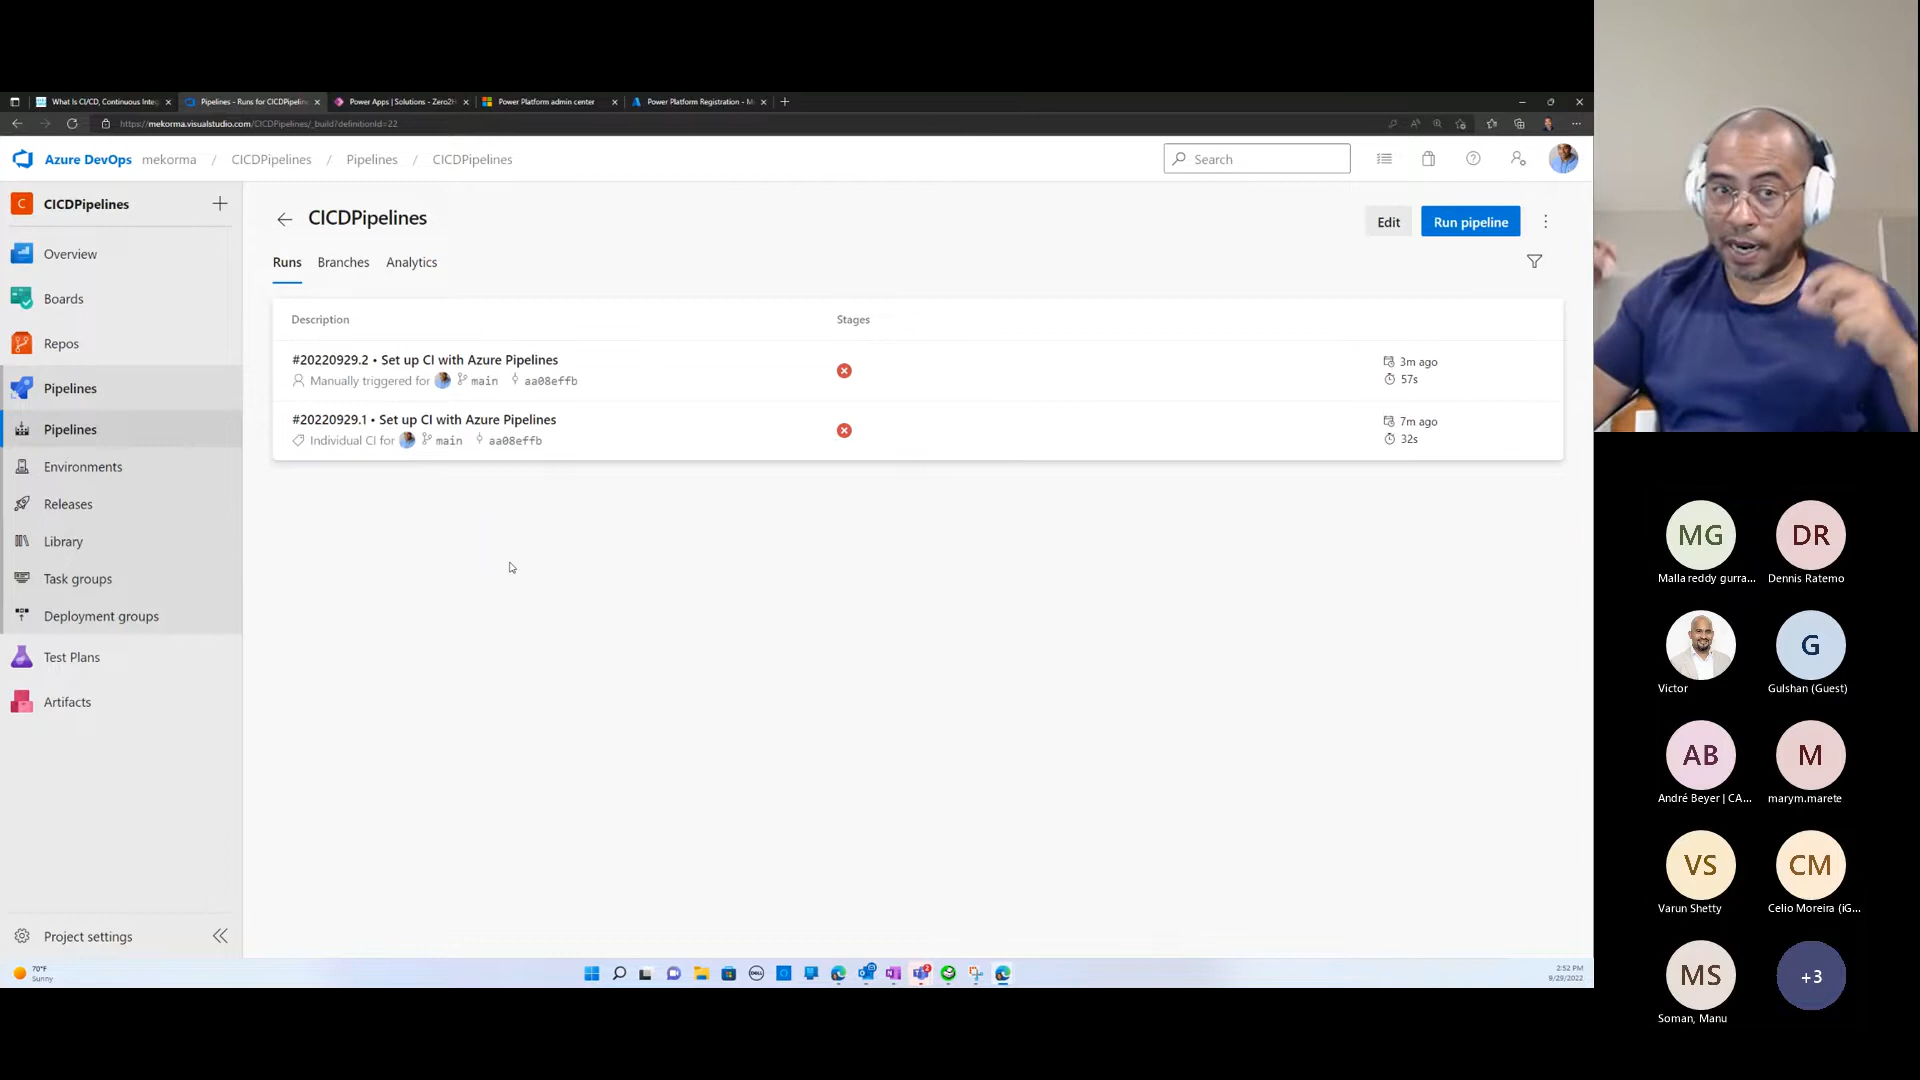 What Is CI/CD, Continuous Integ
Pipelines - Runs for CICDPipelin
Power Apps | Solutions - Zero2H
Power Platform admin center
Power Platform Registration - M
https://mekorma.visualstudio.com/CICDPipelines/_build?definitionId=22
Azure DevOps mekorma / CICDPipelines / Pipelines / CICDPipelines
Search
C CICDPipelines
Overview
Boards
Repos
Pipelines
Pipelines
Environments
Releases
Library
Task groups
Deployment groups
Test Plans
Artifacts
Project settings
CICDPipelines
Edit
Run pipeline
Runs Branches Analytics
Description Stages
#20220929.2 • Set up CI with Azure Pipelines
Manually triggered for main aa08effb
3m ago
57s
#20220929.1 • Set up CI with Azure Pipelines
Individual CI for main aa08effb
7m ago
32s
70°F
Sunny
DELL
2
2:52 PM
9/29/2022
MG
Malla reddy gurra...
DR
Dennis Ratemo
Victor
G
Gulshan (Guest)
AB
André Beyer | CA...
M
marym.marete
VS
Varun Shetty
CM
Celio Moreira (iG...
MS
Soman, Manu
+3